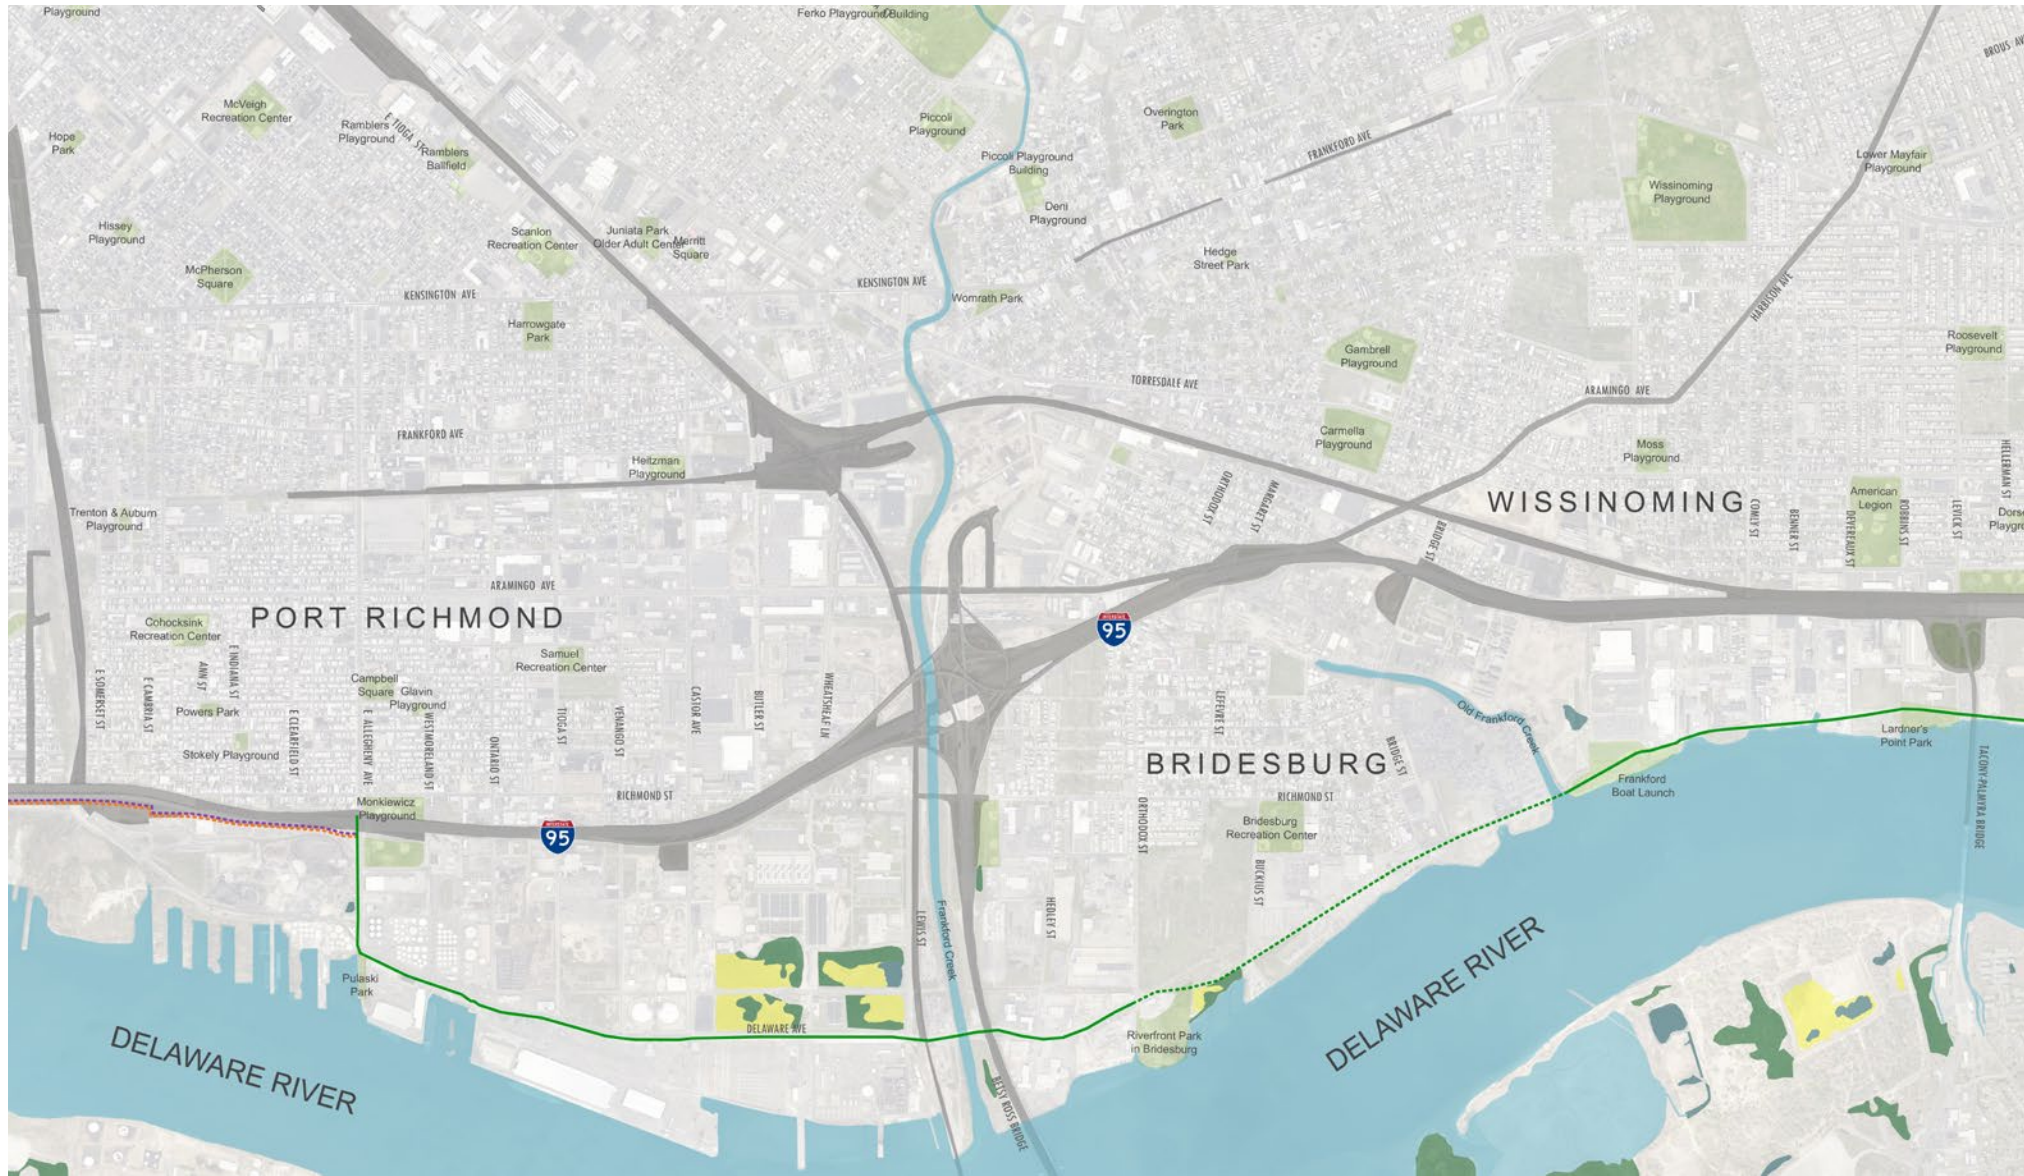 Playground
Ferko Playground/Building
BROUS AV
McVeigh
Recreation Center
Hope
Park
Ramblers
Playground
E TIOGA ST
Ramblers
Ballfield
Piccoli
Playground
Overington
Park
FRANKFORD AVE
Piccoli Playground
Building
Lower Mayfair
Playground
Wissinoming
Playground
Deni
Playground
Hissey
Playground
Scanlon
Recreation Center
Juniata Park
Older Adult Center
Merritt
Square
Hedge
Street Park
McPherson
Square
KENSINGTON AVE
KENSINGTON AVE
Womrath Park
HARBISON AVE
Harrowgate
Park
Gambrell
Playground
Roosevelt
Playground
TORRESDALE AVE
ARAMINGO AVE
FRANKFORD AVE
Carmella
Playground
Heitzman
Playground
Moss
Playground
HELLERMAN ST
ORTHODOX ST
MARGARET ST
WISSINOMING
American
Legion
Trenton & Auburn
Playground
BRIDGE ST
COMLY ST
BENNER ST
DEVEREAUX ST
ROBBINS ST
LEVICK ST
Dorse
Playgro
ARAMINGO AVE
PORT RICHMOND
Cohocksink
Recreation Center
INTERSTATE
95
E INDIANA ST
ANN ST
E SOMERSET ST
E CAMBRIA ST
Powers Park
Samuel
Recreation Center
Campbell
Square
Glavin
Playground
E CLEARFIELD ST
E ALLEGHENY AVE
WESTMORELAND ST
ONTARIO ST
TIOGA ST
VENANGO ST
CASTOR AVE
BUTLER ST
WHEATSHEAF LN
LEFEVRE ST
Old Frankford
Creek
Lardner's
Point Park
Stokely Playground
BRIDESBURG
BRIDGE ST
TACONY-PALMYRA BRIDGE
Frankford
Boat Launch
RICHMOND ST
RICHMOND ST
Monkiewicz
Playground
INTERSTATE
95
ORTHODOX ST
Bridesburg
Recreation Center
BUCKIUS ST
HEDLEY ST
LEWIS ST
Frankford Creek
Pulaski
Park
DELAWARE AVE
Riverfront Park
in Bridesburg
DELAWARE RIVER
DELAWARE RIVER
BETSY ROSS BRIDGE